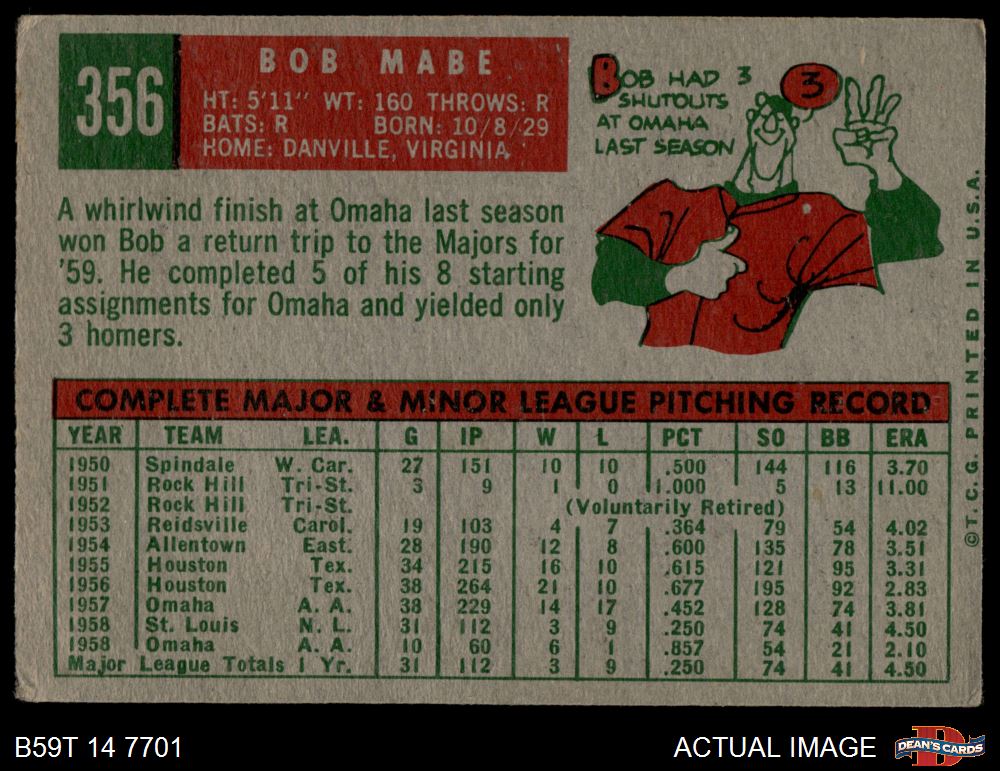 356
BOB MABE
HT: 5'11" WT: 160 THROWS: R
BATS: R BORN: 10/8/29
HOME: DANVILLE, VIRGINIA
BOB HAD 3
SHUTOUTS
AT OMAHA
LAST SEASON
3
A whirlwind finish at Omaha last season
won Bob a return trip to the Majors for
'59. He completed 5 of his 8 starting
assignments for Omaha and yielded only
3 homers.
COMPLETE MAJOR & MINOR LEAGUE PITCHING RECORD
YEAR TEAM LEA. G IP W L PCT SO BB ERA
1950 Spindale W. Car. 27 151 10 10 .500 144 116 3.70
1951 Rock Hill Tri-St. 3 9 1 0 1.000 5 13 11.00
1952 Rock Hill Tri-St. (Voluntarily Retired)
1953 Reidsville Carol. 19 103 4 7 .364 79 54 4.02
1954 Allentown East. 28 190 12 8 .600 135 78 3.51
1955 Houston Tex. 34 215 16 10 .615 121 95 3.31
1956 Houston Tex. 38 264 21 10 .677 195 92 2.83
1957 Omaha A. A. 38 229 14 17 .452 128 74 3.81
1958 St. Louis N. L. 31 112 3 9 .250 74 41 4.50
1958 Omaha A. A. 10 60 6 1 .857 54 21 2.10
Major League Totals 1 Yr. 31 112 3 9 .250 74 41 4.50
©T.C.G. PRINTED IN U.S.A.
B59T 14 7701
ACTUAL IMAGE
DEAN'S CARDS